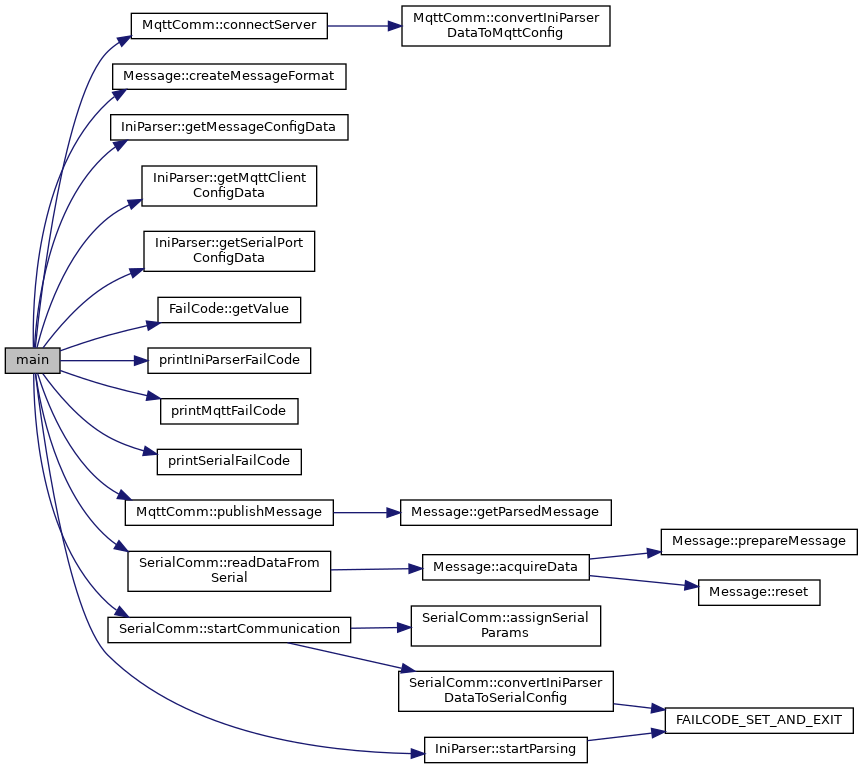 main
MqttComm::connectServer
MqttComm::convertIniParser
DataToMqttConfig
Message::createMessageFormat
IniParser::getMessageConfigData
IniParser::getMqttClient
ConfigData
IniParser::getSerialPort
ConfigData
FailCode::getValue
printIniParserFailCode
printMqttFailCode
printSerialFailCode
MqttComm::publishMessage
Message::getParsedMessage
SerialComm::readDataFrom
Serial
Message::acquireData
Message::prepareMessage
Message::reset
SerialComm::startCommunication
SerialComm::assignSerial
Params
SerialComm::convertIniParser
DataToSerialConfig
FAILCODE_SET_AND_EXIT
IniParser::startParsing